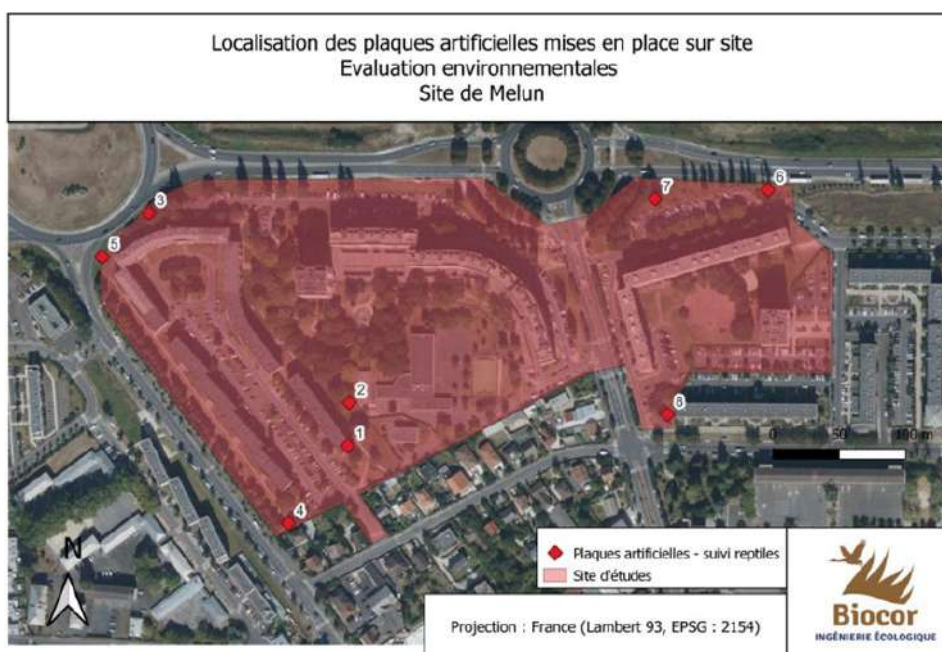 Localisation des plaques artificielles mises en place sur site
Evaluation environnementales
Site de Melun
3
7
6
5
2
8
1
0 50 100 m
4
N
Plaques artificielles - suivi reptiles
Site d'études
Projection : France (Lambert 93, EPSG : 2154)
Biocor
INGÉNIERIE ÉCOLOGIQUE